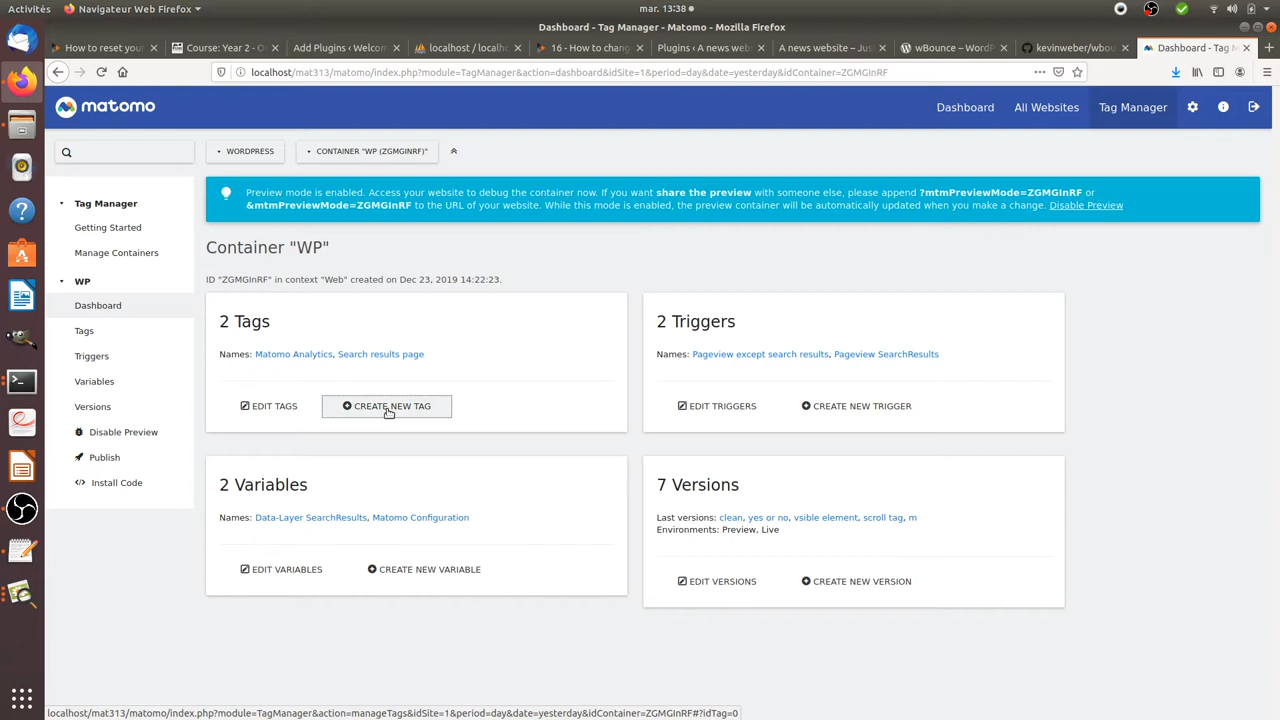 Activités
Navigateur Web Firefox
mar. 13:38
Dashboard - Tag Manager - Matomo - Mozilla Firefox
How to reset your
Course: Year 2 - O
Add Plugins ‹ Welcom
localhost / localho
16 - How to chang
Plugins ‹ A news web
A news website – Jus
wBounce – WordP
kevinweber/wbou
Dashboard - Tag M
localhost/mat313/matomo/index.php?module=TagManager&action=dashboard&idSite=1&period=day&date=yesterday&idContainer=ZGMGInRF
matomo
Dashboard
All Websites
Tag Manager
WORDPRESS
CONTAINER "WP (ZGMGINRF)"
Tag Manager
Getting Started
Manage Containers
WP
Dashboard
Tags
Triggers
Variables
Versions
Disable Preview
Publish
Install Code
Preview mode is enabled. Access your website to debug the container now. If you want share the preview with someone else, please append ?mtmPreviewMode=ZGMGInRF or
&mtmPreviewMode=ZGMGInRF to the URL of your website. While this mode is enabled, the preview container will be automatically updated when you make a change. Disable Preview
Container "WP"
ID "ZGMGInRF" in context "Web" created on Dec 23, 2019 14:22:23.
2 Tags
Names: Matomo Analytics, Search results page
EDIT TAGS
CREATE NEW TAG
2 Triggers
Names: Pageview except search results, Pageview SearchResults
EDIT TRIGGERS
CREATE NEW TRIGGER
2 Variables
Names: Data-Layer SearchResults, Matomo Configuration
EDIT VARIABLES
CREATE NEW VARIABLE
7 Versions
Last versions: clean, yes or no, vsible element, scroll tag, m
Environments: Preview, Live
EDIT VERSIONS
CREATE NEW VERSION
localhost/mat313/matomo/index.php?module=TagManager&action=manageTags&idSite=1&period=day&date=yesterday&idContainer=ZGMGInRF#?idTag=0